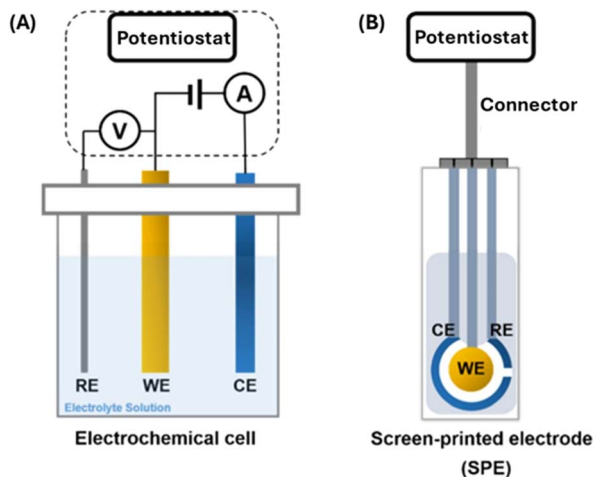 (A)
Potentiostat
V
A
RE
WE
CE
Electrolyte Solution
Electrochemical cell
(B)
Potentiostat
Connector
CE
RE
WE
Screen-printed electrode
(SPE)